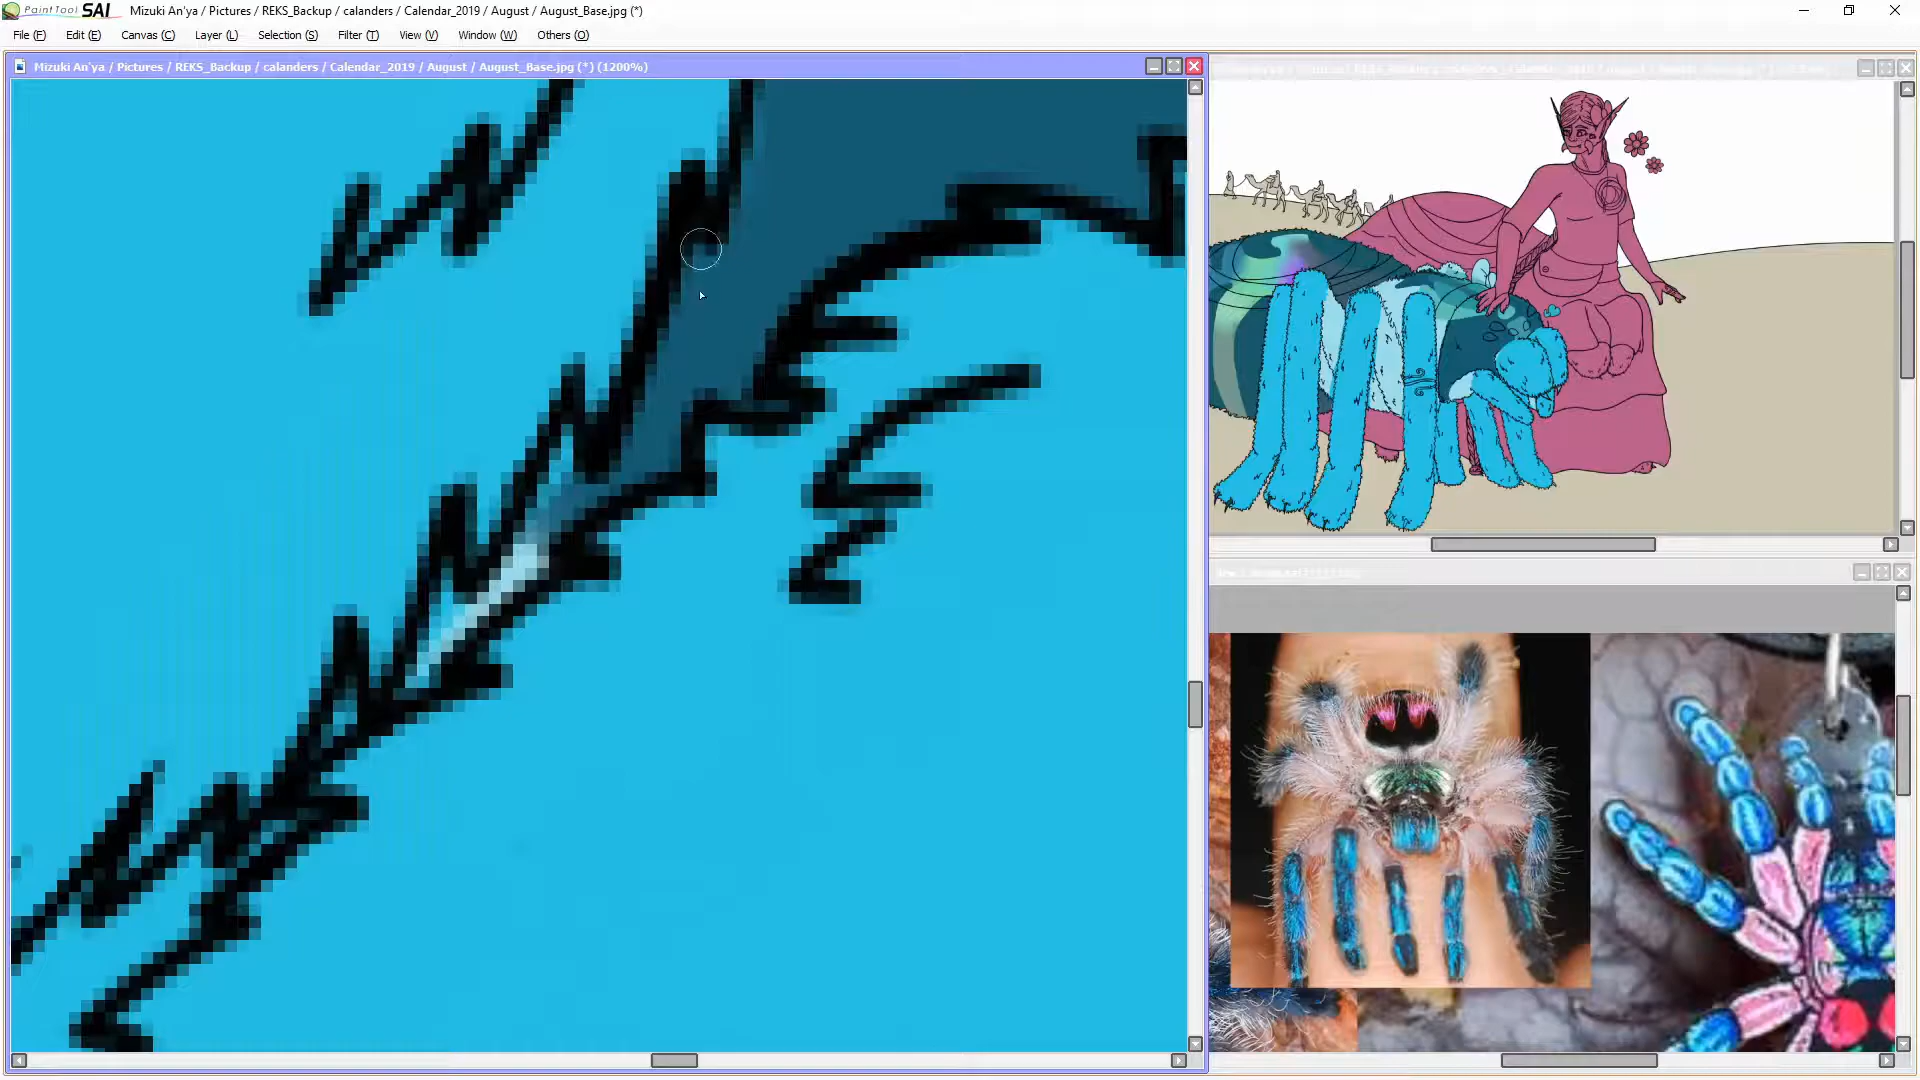 PaintTool SAI Mizuki An'ya / Pictures / REKS_Backup / calanders / Calendar_2019 / August / August_Base.jpg (*)
File (F) Edit (E) Canvas (C) Layer (L) Selection (S) Filter (T) View (V) Window (W) Others (O)
Mizuki An'ya / Pictures / REKS_Backup / calanders / Calendar_2019 / August / August_Base.jpg (*) (1200%)